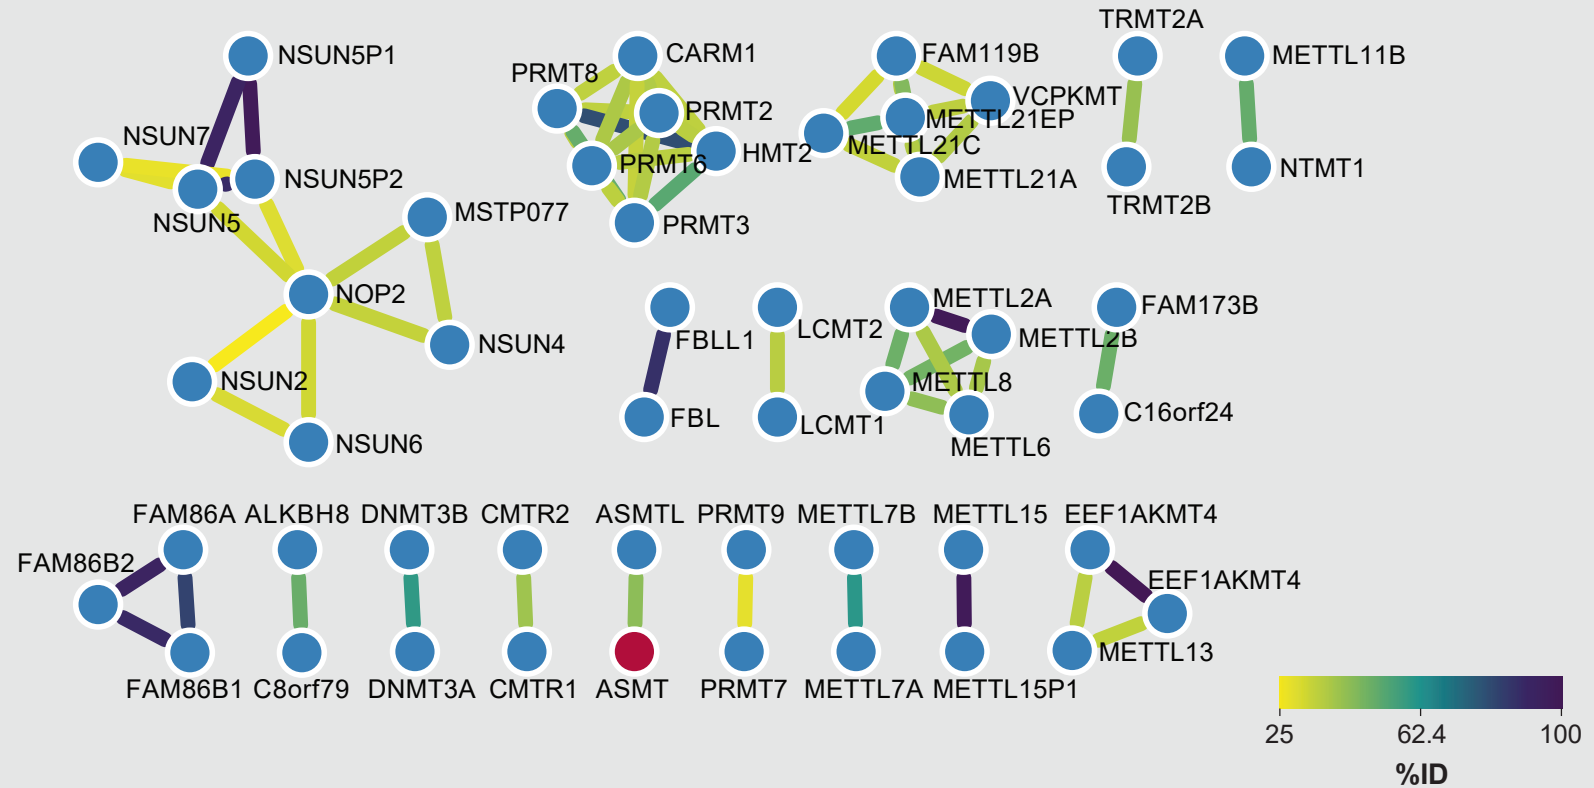 TRMT2A
NSUN5P1
CARM1
FAM119B
METTL11B
PRMT8
VCPKMT
PRMT2
METTL21EP
NSUN7
METTL21C
HMT2
PRMT6
NSUN5P2
METTL21A
NTMT1
TRMT2B
MSTP077
NSUN5
PRMT3
NOP2
METTL2A
FAM173B
LCMT2
FBLL1
METTL2B
NSUN4
NSUN2
METTL8
C16orf24
FBL
LCMT1
NSUN6
METTL6
FAM86A ALKBH8 DNMT3B CMTR2 ASMTL PRMT9 METTL7B METTL15 EEF1AKMT4
FAM86B2
EEF1AKMT4
METTL13
FAM86B1 C8orf79 DNMT3A CMTR1 ASMT PRMT7 METTL7A METTL15P1
25 62.4 100
%ID